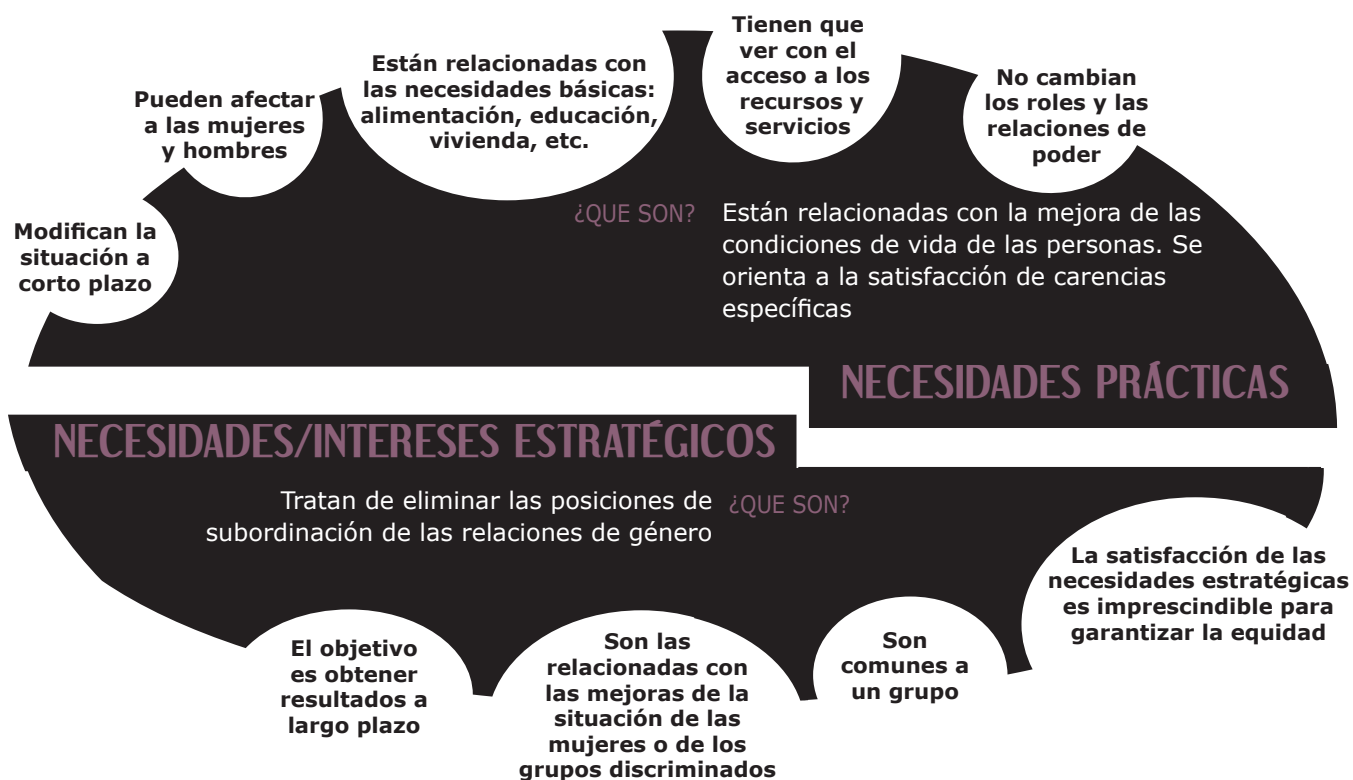 Modifican la
situación a
corto plazo
Pueden afectar
a las mujeres
y hombres
Están relacionadas con
las necesidades básicas:
alimentación, educación,
vivienda, etc.
Tienen que
ver con el
acceso a los
recursos y
servicios
No cambian
los roles y las
relaciones de
poder
¿QUE SON?
Están relacionadas con la mejora de las
condiciones de vida de las personas. Se
orienta a la satisfacción de carencias
específicas
NECESIDADES PRÁCTICAS
NECESIDADES/INTERESES ESTRATÉGICOS
Tratan de eliminar las posiciones de
subordinación de las relaciones de género
¿QUE SON?
El objetivo
es obtener
resultados a
largo plazo
Son las
relacionadas con
las mejoras de la
situación de las
mujeres o de los
grupos discriminados
Son
comunes a
un grupo
La satisfacción de las
necesidades estratégicas
es imprescindible para
garantizar la equidad